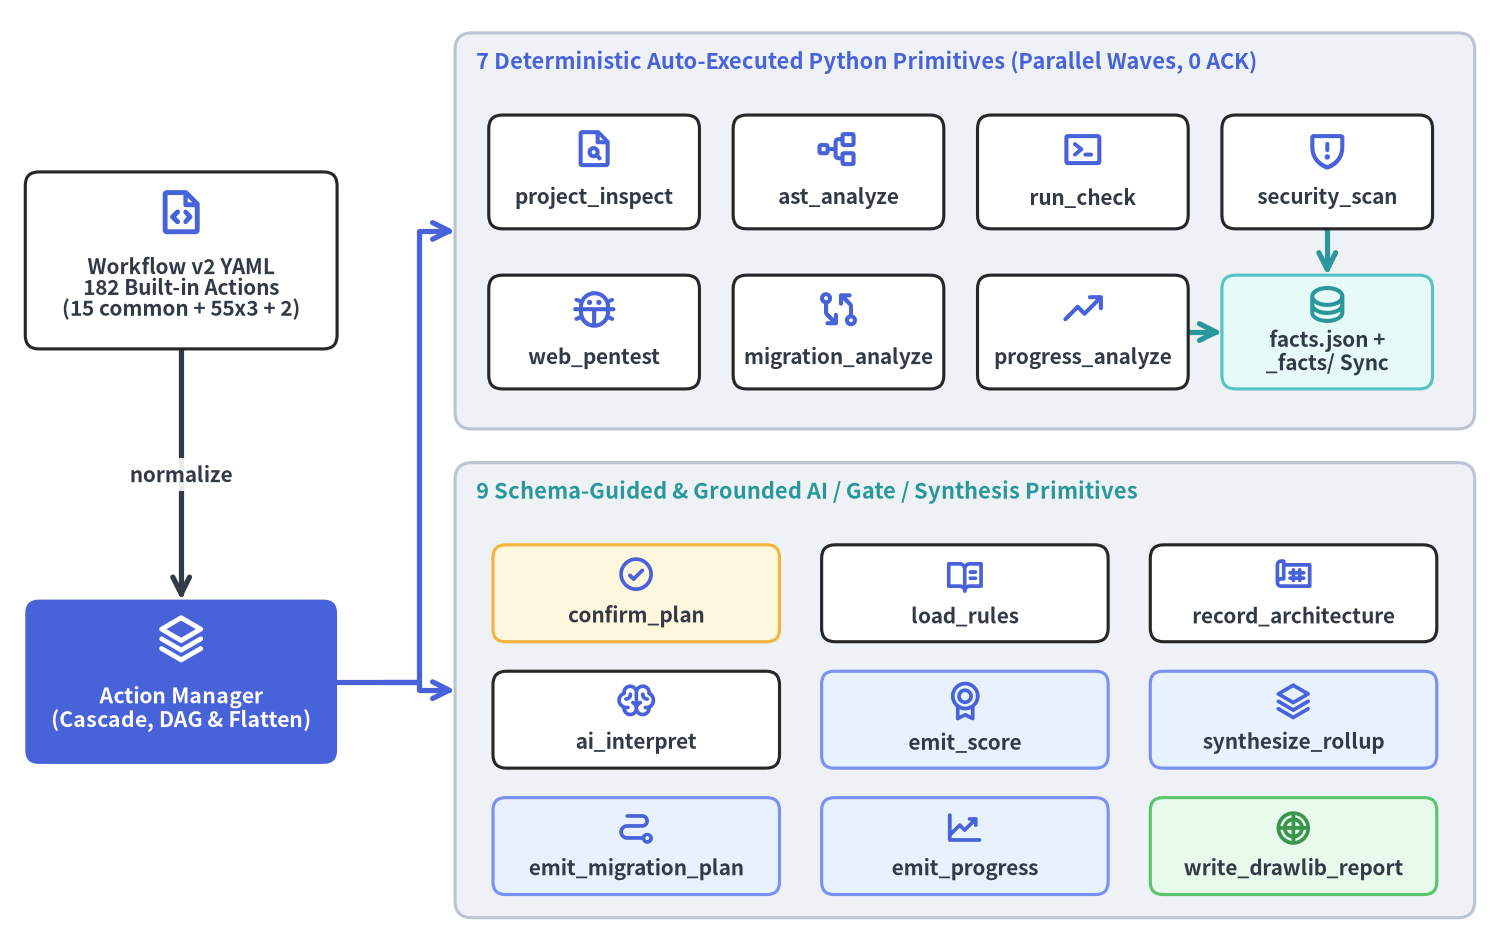 7 Deterministic Auto-Executed Python Primitives (Parallel Waves, 0 ACK)
project_inspect
ast_analyze
run_check
security_scan
Workflow v2 YAML
182 Built-in Actions
(15 common + 55x3 + 2)
web_pentest
migration_analyze
progress_analyze
facts.json +
_facts/ Sync
normalize
9 Schema-Guided & Grounded AI / Gate / Synthesis Primitives
confirm_plan
load_rules
record_architecture
Action Manager
(Cascade, DAG & Flatten)
ai_interpret
emit_score
synthesize_rollup
emit_migration_plan
emit_progress
write_drawlib_report